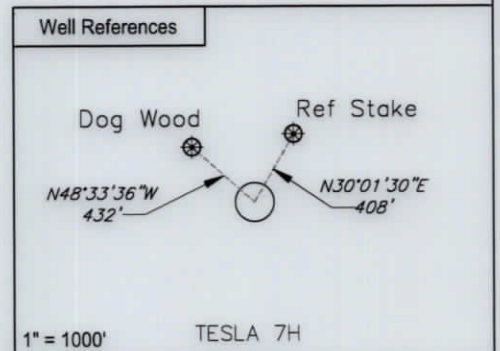 Well References
Dog Wood
Ref Stake
N48°33'36"W
432'
N30°01'30"E
408'
1" = 1000'
TESLA 7H